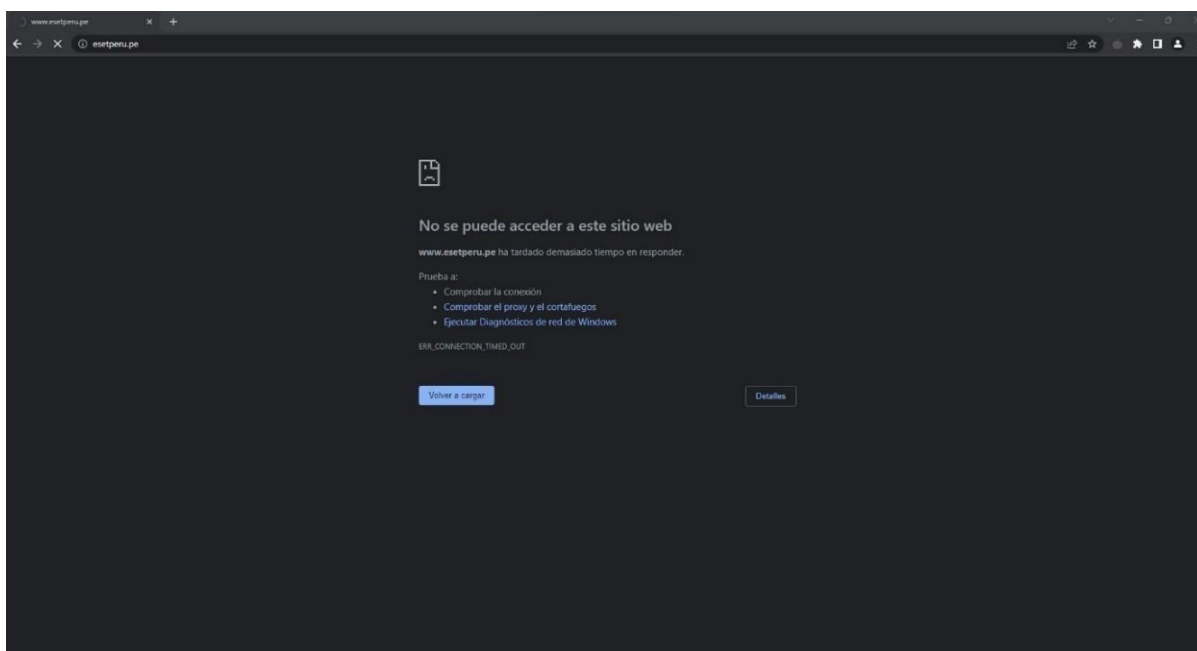 www.esetperu.pe
esetperu.pe
No se puede acceder a este sitio web
www.esetperu.pe ha tardado demasiado tiempo en responder.
Prueba a:
Comprobar la conexión
Comprobar el proxy y el cortafuegos
Ejecutar Diagnósticos de red de Windows
ERR_CONNECTION_TIMED_OUT
Volver a cargar
Detalles